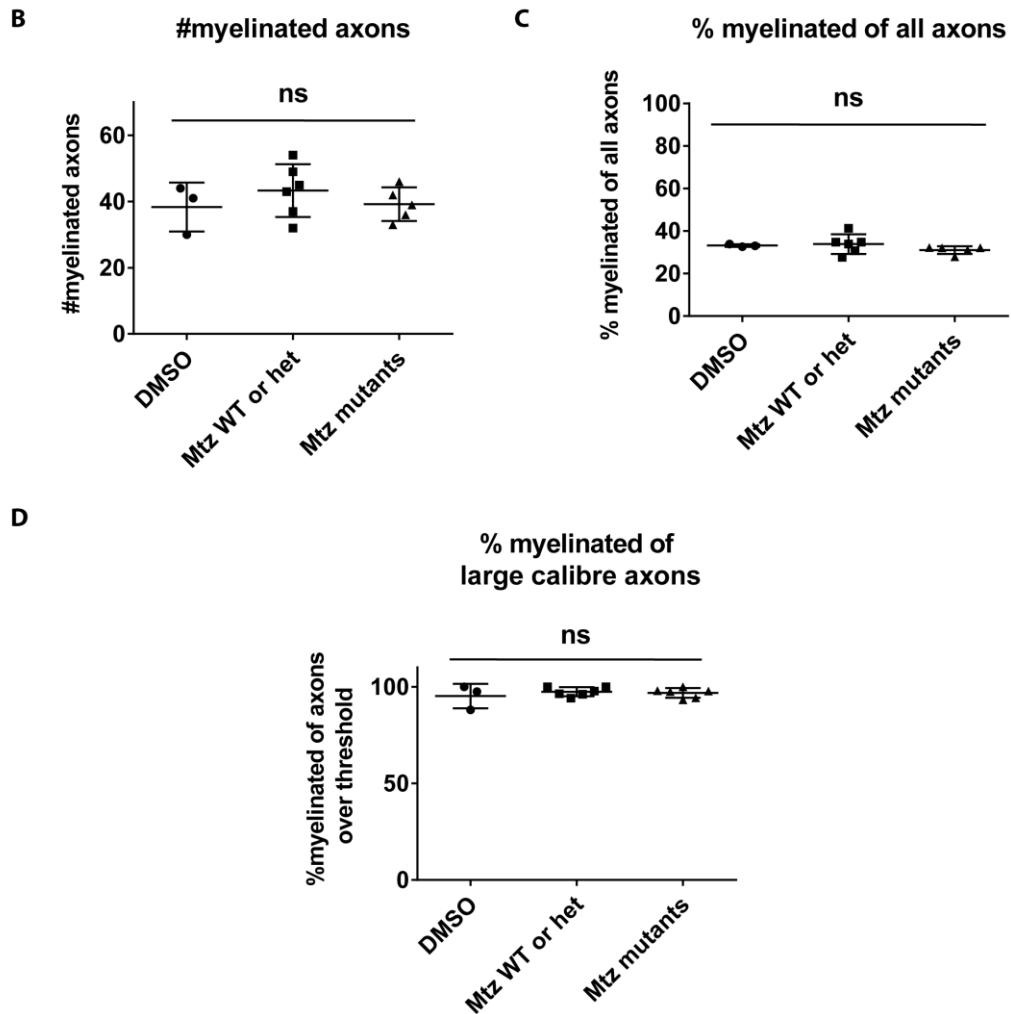 B
#myelinated axons
ns
#myelinated axons
60
40
20
0
DMSO
Mtz WT or het
Mtz mutants
C
% myelinated of all axons
ns
% myelinated of all axons
100
80
60
40
20
0
DMSO
Mtz WT or het
Mtz mutants
D
% myelinated of
large calibre axons
ns
%myelinated of axons
over threshold
100
50
0
DMSO
Mtz WT or het
Mtz mutants